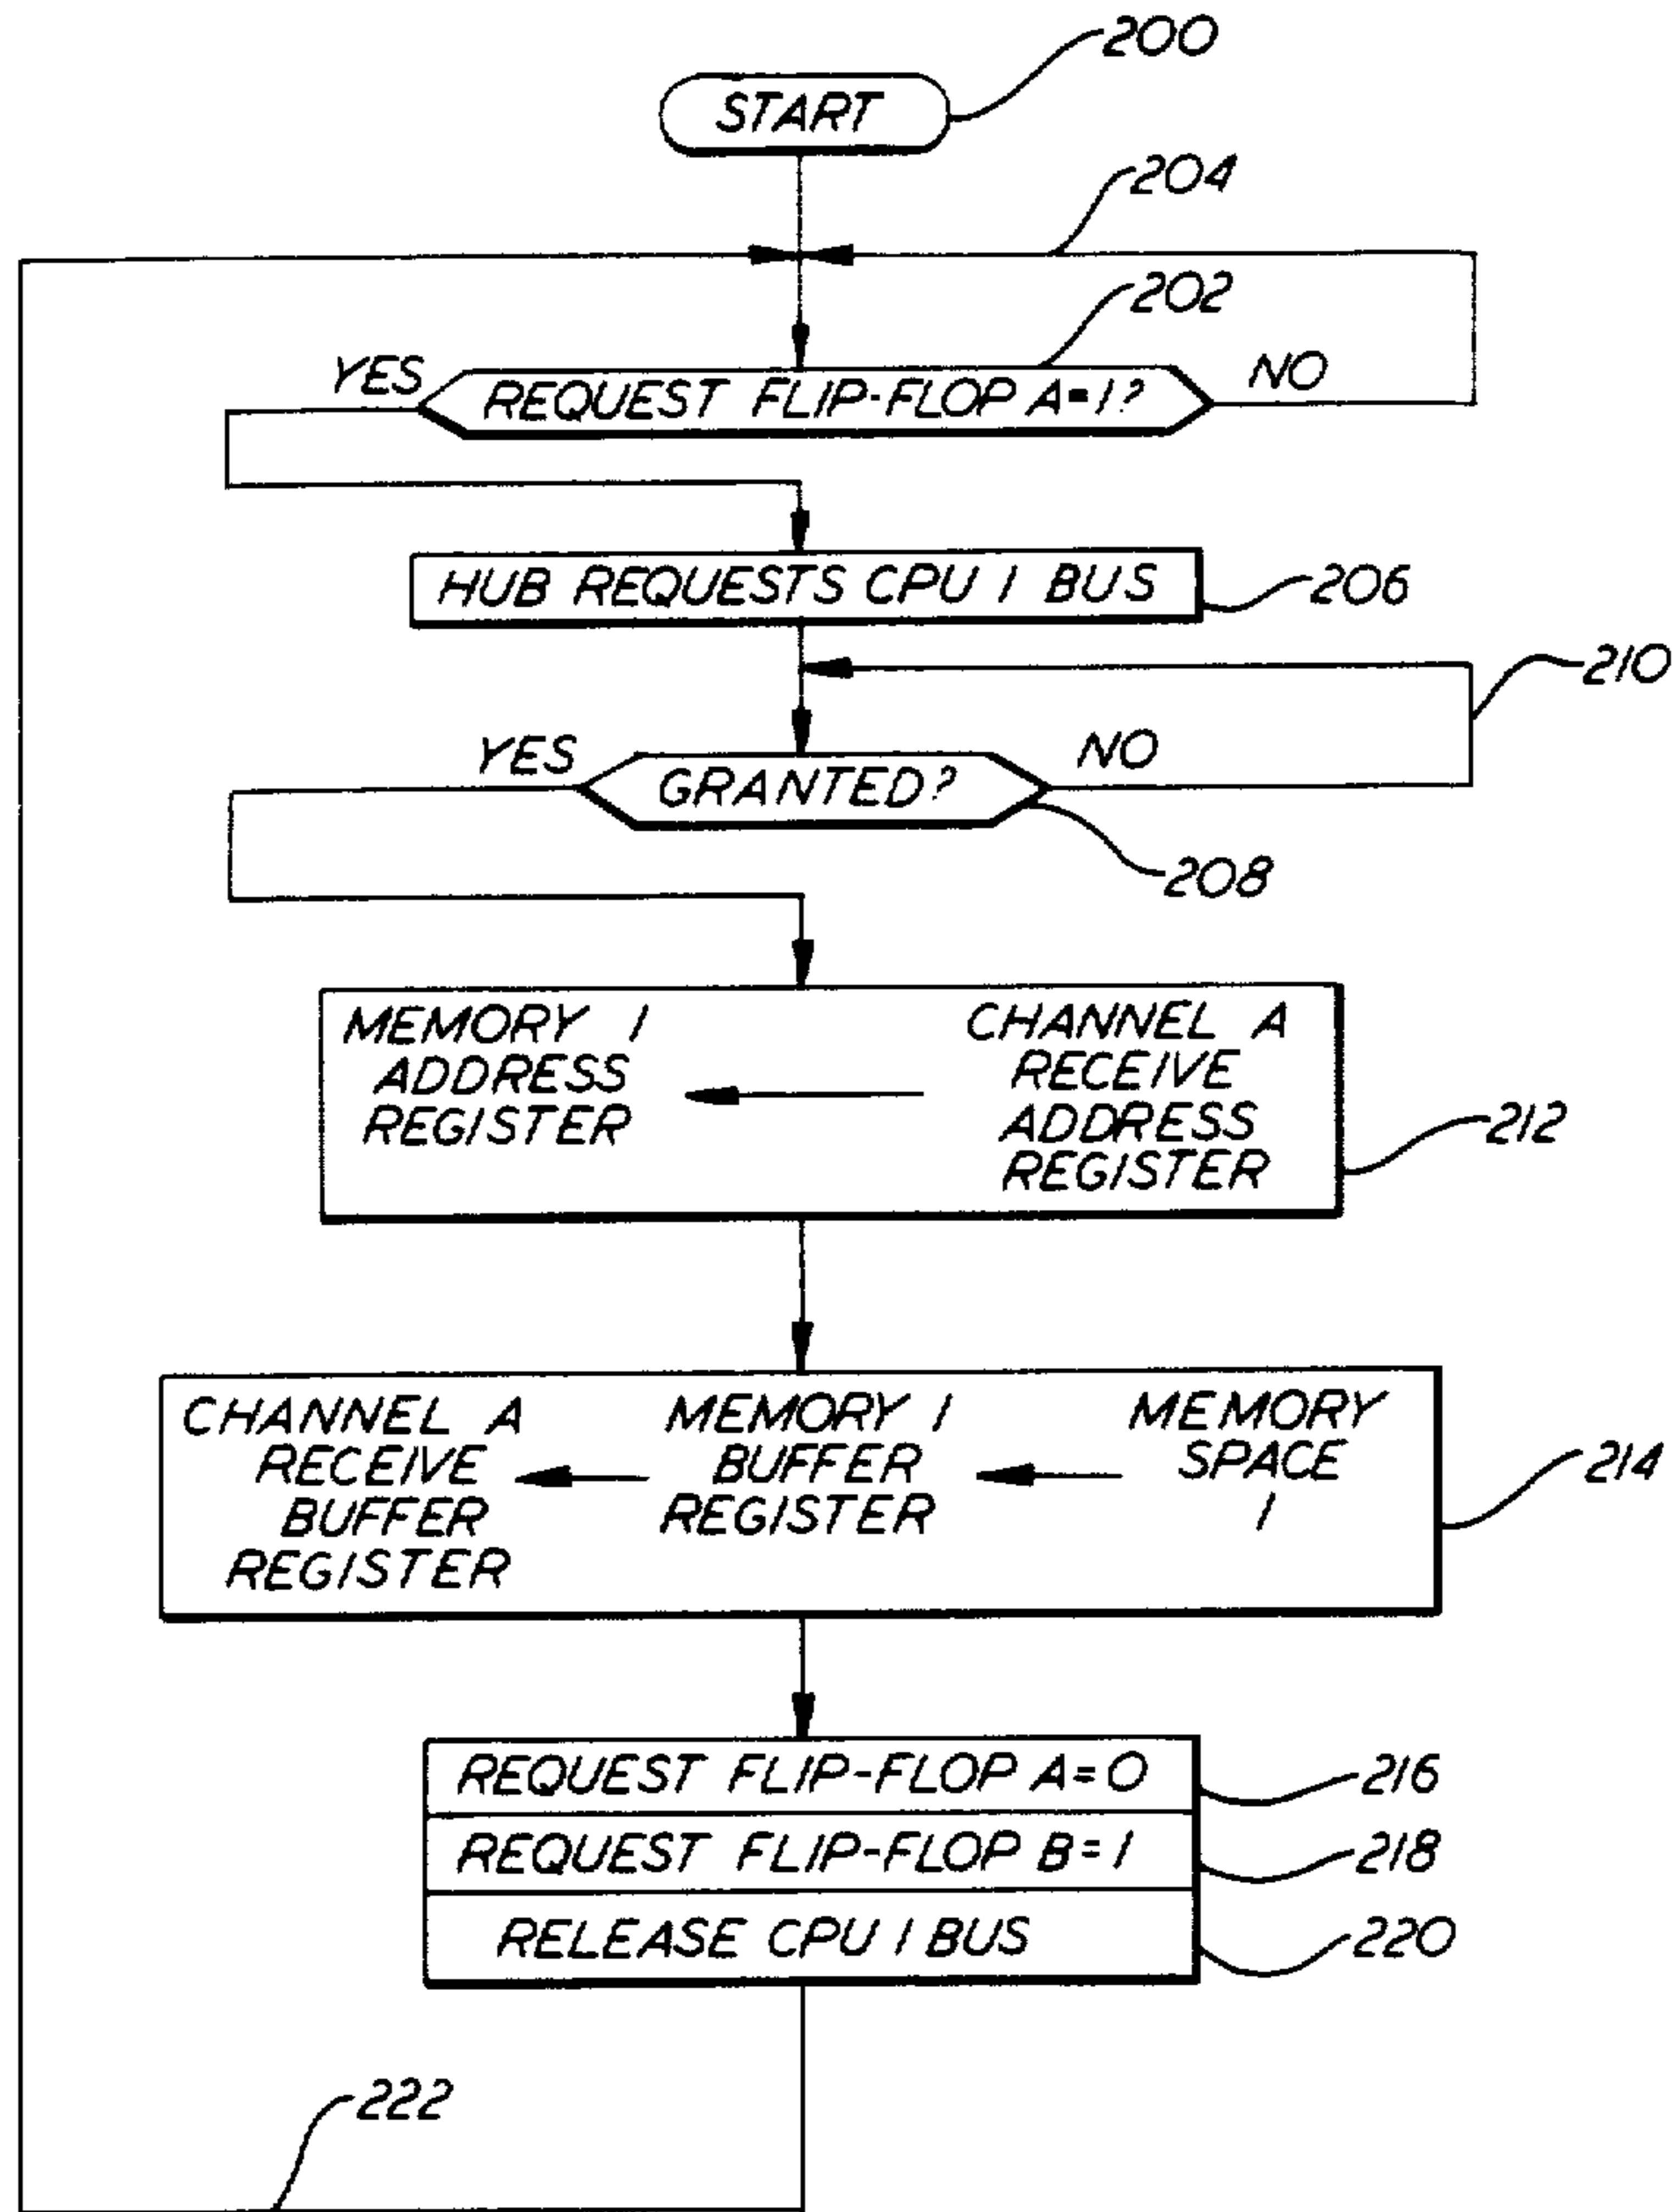 200
START
204
202
YES
REQUEST FLIP-FLOP A=1?
NO
HUB REQUESTS CPU 1 BUS
206
210
YES
GRANTED?
NO
208
MEMORY 1
ADDRESS
REGISTER
CHANNEL A
RECEIVE
ADDRESS
REGISTER
212
CHANNEL A
RECEIVE
BUFFER
REGISTER
MEMORY 1
BUFFER
REGISTER
MEMORY
SPACE
1
214
REQUEST FLIP-FLOP A=0
216
REQUEST FLIP-FLOP B=1
218
RELEASE CPU 1 BUS
220
222